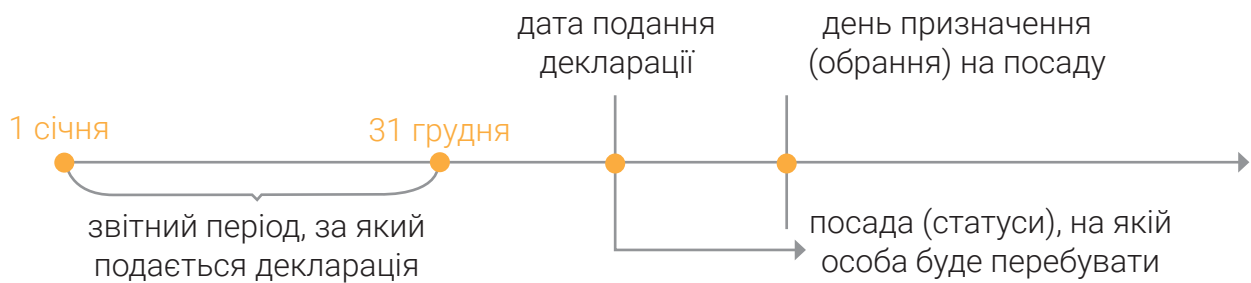 дата подання
декларації
день призначення
(обрання) на посаду
1 січня
31 грудня
звітний період, за який
подається декларація
посада (статуси), на якій
особа буде перебувати